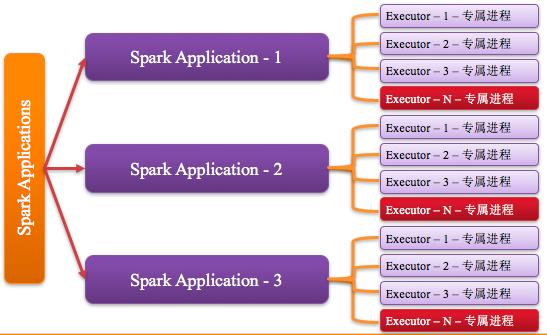 Spark Applications
Spark Application - 1
Executor – 1 – 专属进程
Executor – 2 – 专属进程
Executor – 3 – 专属进程
Executor – N – 专属进程
Spark Application - 2
Executor – 1 – 专属进程
Executor – 2 – 专属进程
Executor – 3 – 专属进程
Executor – N – 专属进程
Spark Application - 3
Executor – 1 – 专属进程
Executor – 2 – 专属进程
Executor – 3 – 专属进程
Executor – N – 专属进程